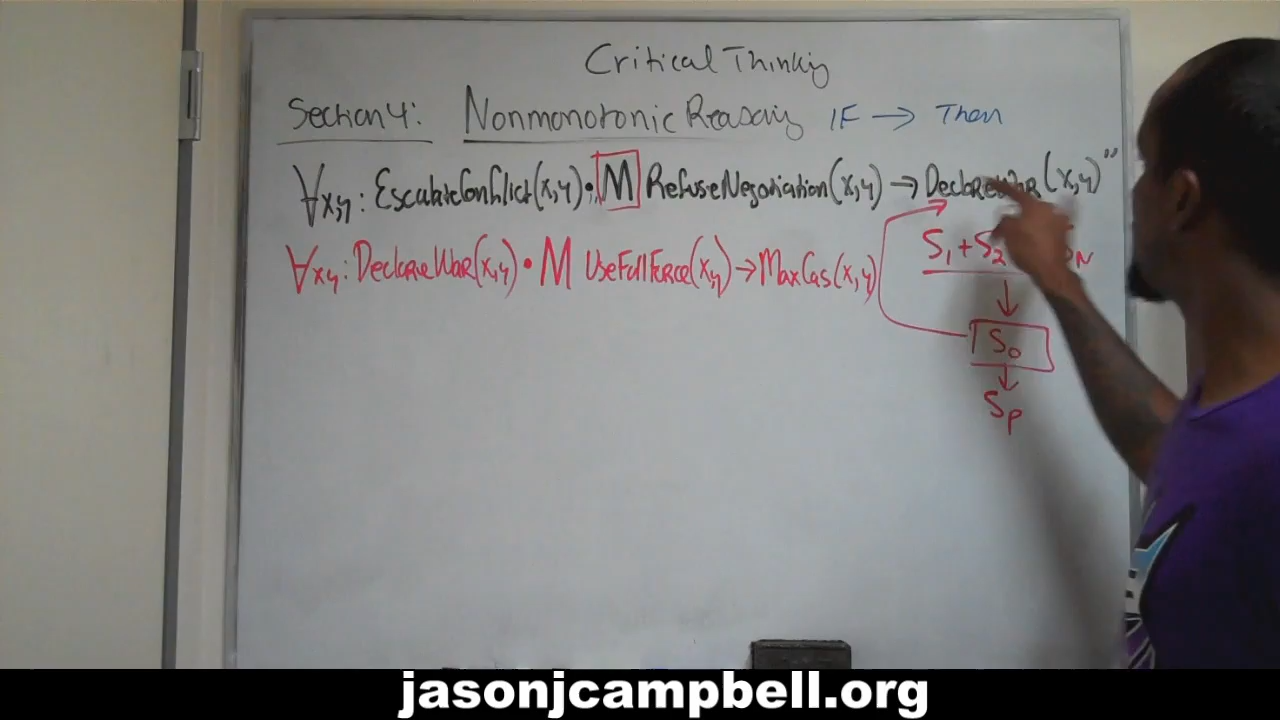 Critical Thinking
Section 4: Nonmonotonic Reasoning IF → Then
∀x,y : EscalateConflict(x,y) • M RefuseNegotiation(x,y) → DeclareWar(x,y)"
∀x,y : DeclareWar(x,y) • M UseFullForce(x,y) → MaxCas(x,y)
S₁ + S₂ N
↓
S₀
↓
Sₚ
jasonjcampbell.org